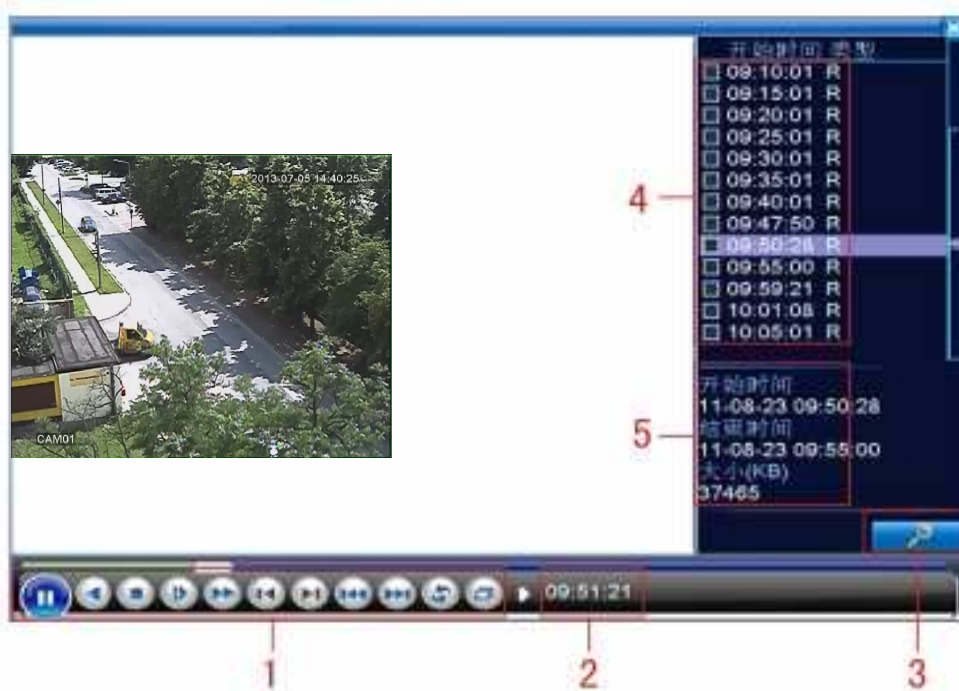 开始时间 类型
09:10:01 R
09:15:01 R
09:20:01 R
09:25:01 R
09:30:01 R
09:35:01 R
09:40:01 R
09:47:50 R
09:50:28 R
09:55:00 R
09:59:21 R
10:01:08 R
10:05:01 R
4
2013-07-05 14:40:25
CAM01
开始时间
11-08-23 09:50:28
结束时间
11-08-23 09:55:00
大小(KB)
37465
5
09:51:21
1
2
3